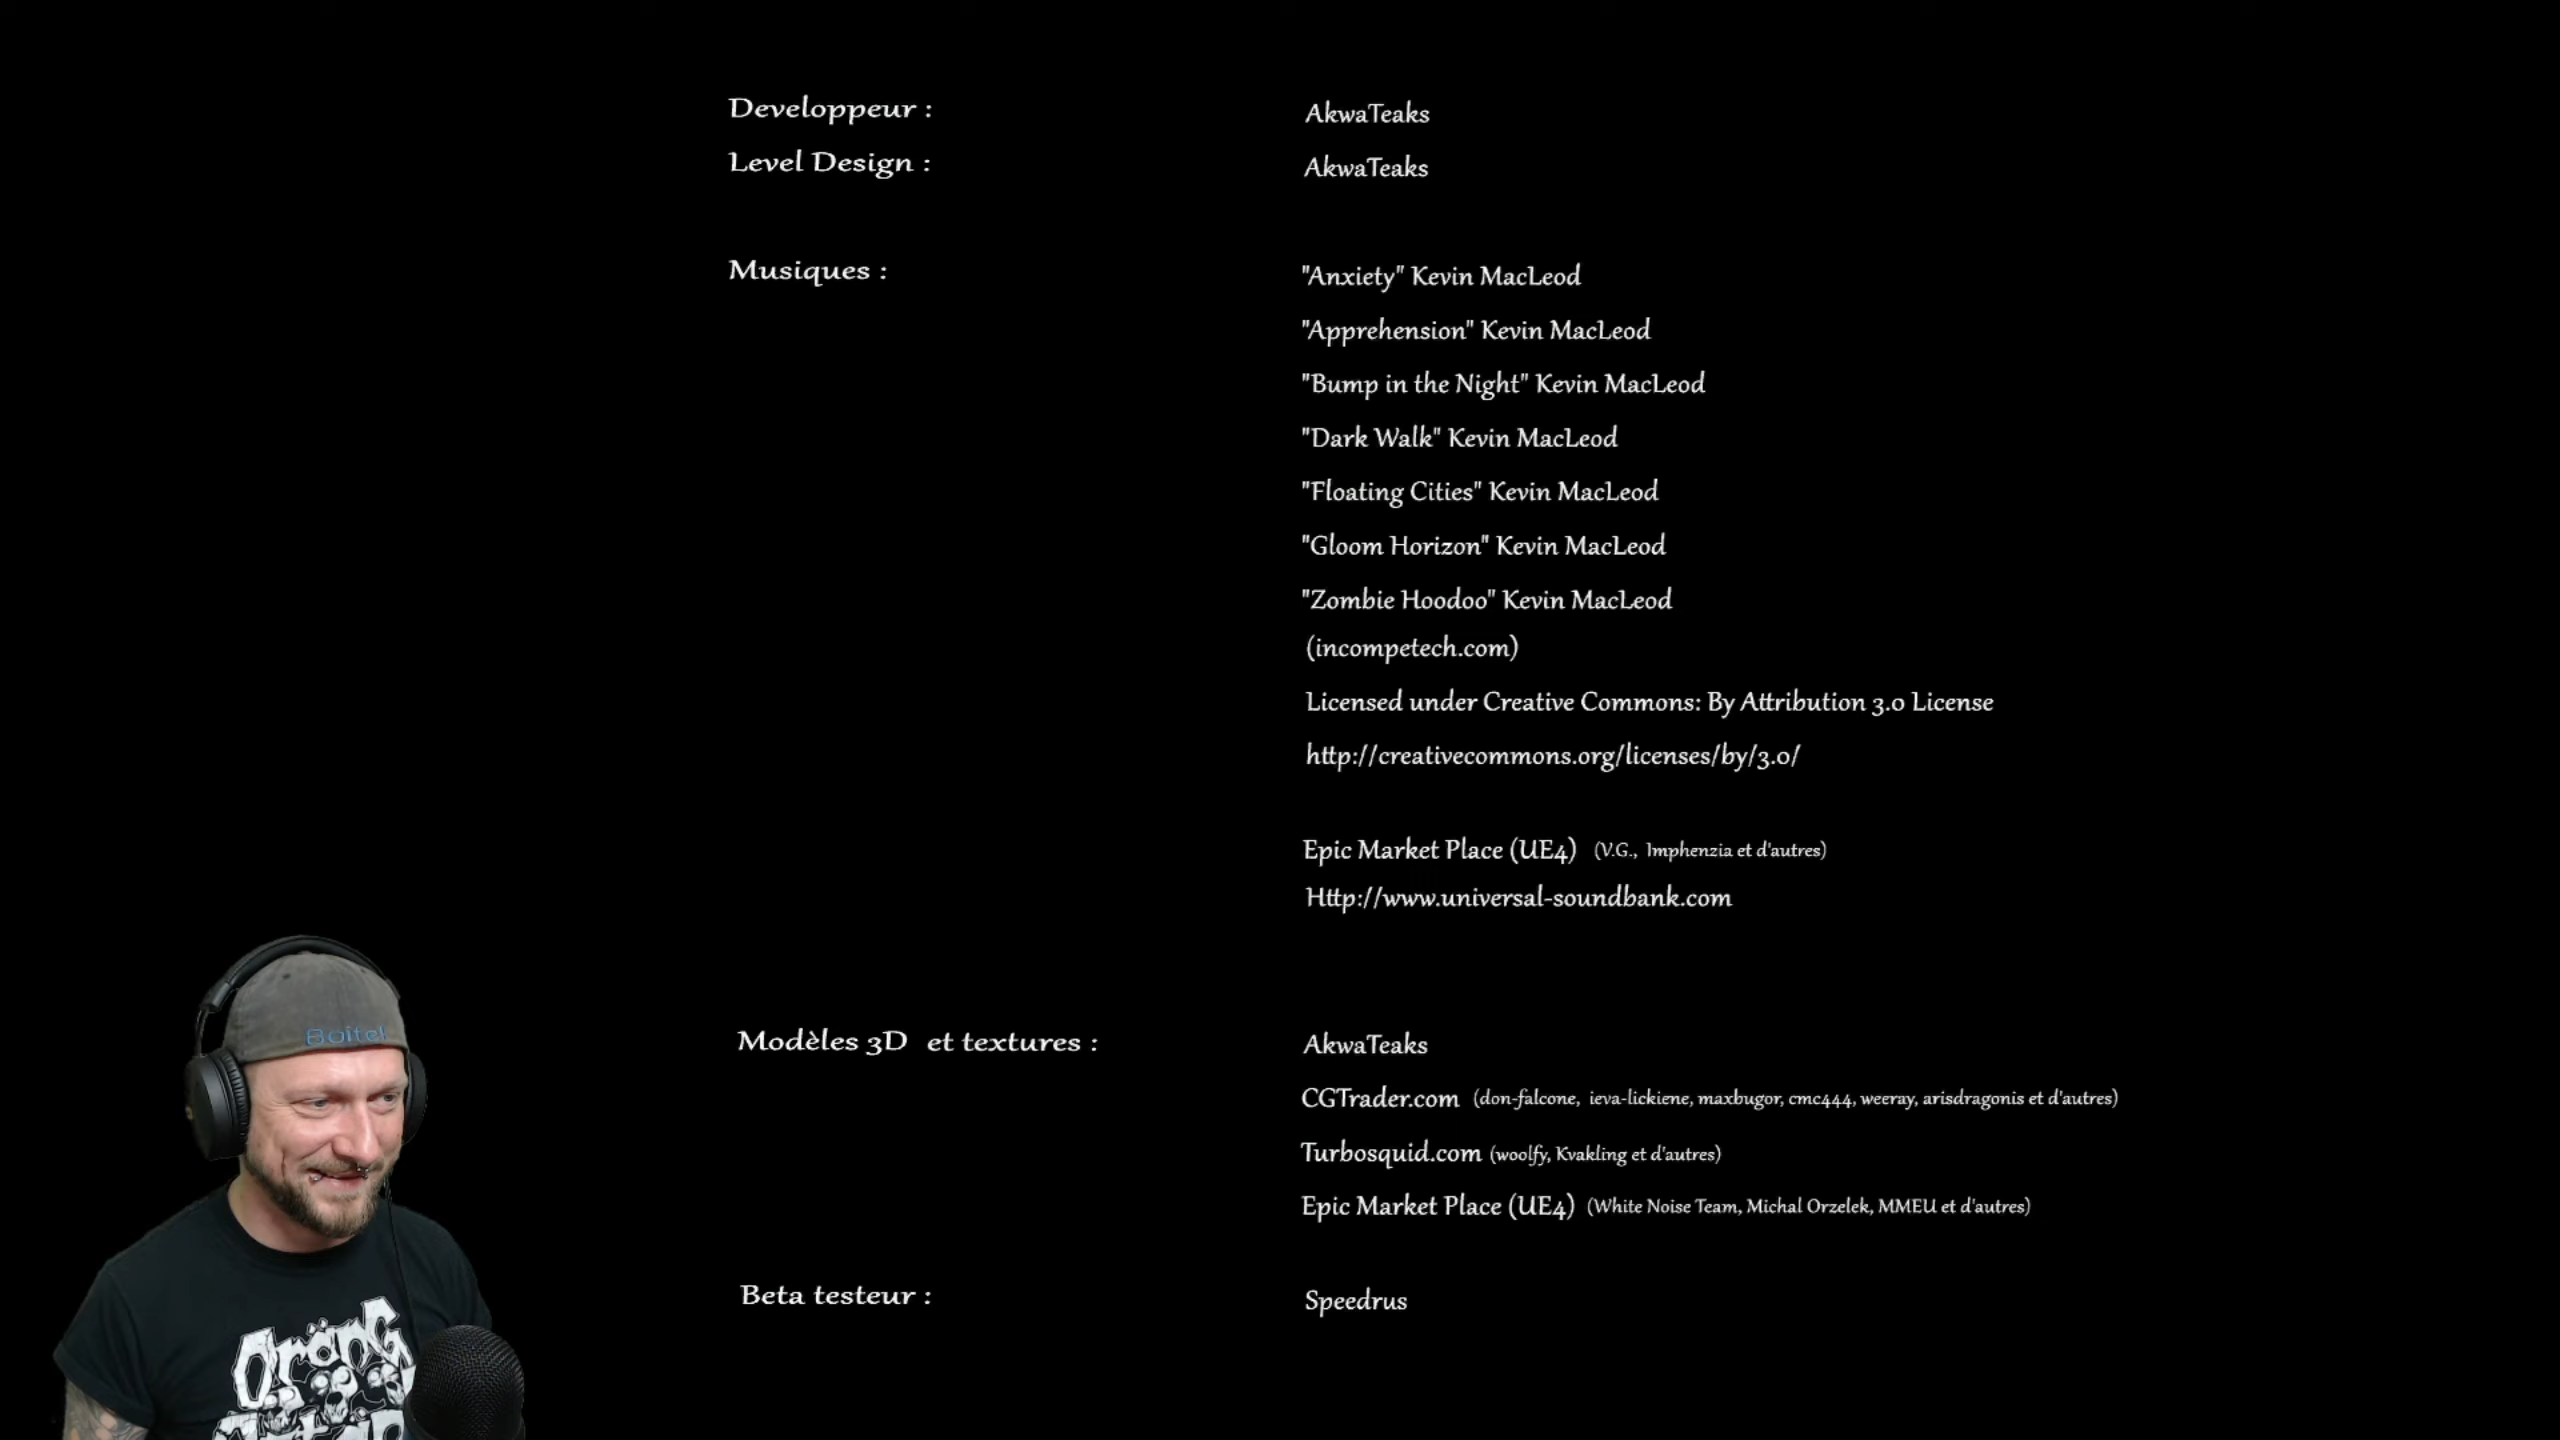 Developpeur : AkwaTeaks
Level Design : AkwaTeaks
Musiques : "Anxiety" Kevin MacLeod
"Apprehension" Kevin MacLeod
"Bump in the Night" Kevin MacLeod
"Dark Walk" Kevin MacLeod
"Floating Cities" Kevin MacLeod
"Gloom Horizon" Kevin MacLeod
"Zombie Hoodoo" Kevin MacLeod
(incompetech.com)
Licensed under Creative Commons: By Attribution 3.0 License
http://creativecommons.org/licenses/by/3.0/
Epic Market Place (UE4) (V.G., Imphenzia et d'autres)
Http://www.universal-soundbank.com
Modèles 3D et textures : AkwaTeaks
CGTrader.com (don-falcone, ieva-lickiene, maxbugor, cmc444, weeray, arisdragonis et d'autres)
Turbosquid.com (woolfy, Kvakling et d'autres)
Epic Market Place (UE4) (White Noise Team, Michal Orzelek, MMEU et d'autres)
Beta testeur : Speedrus